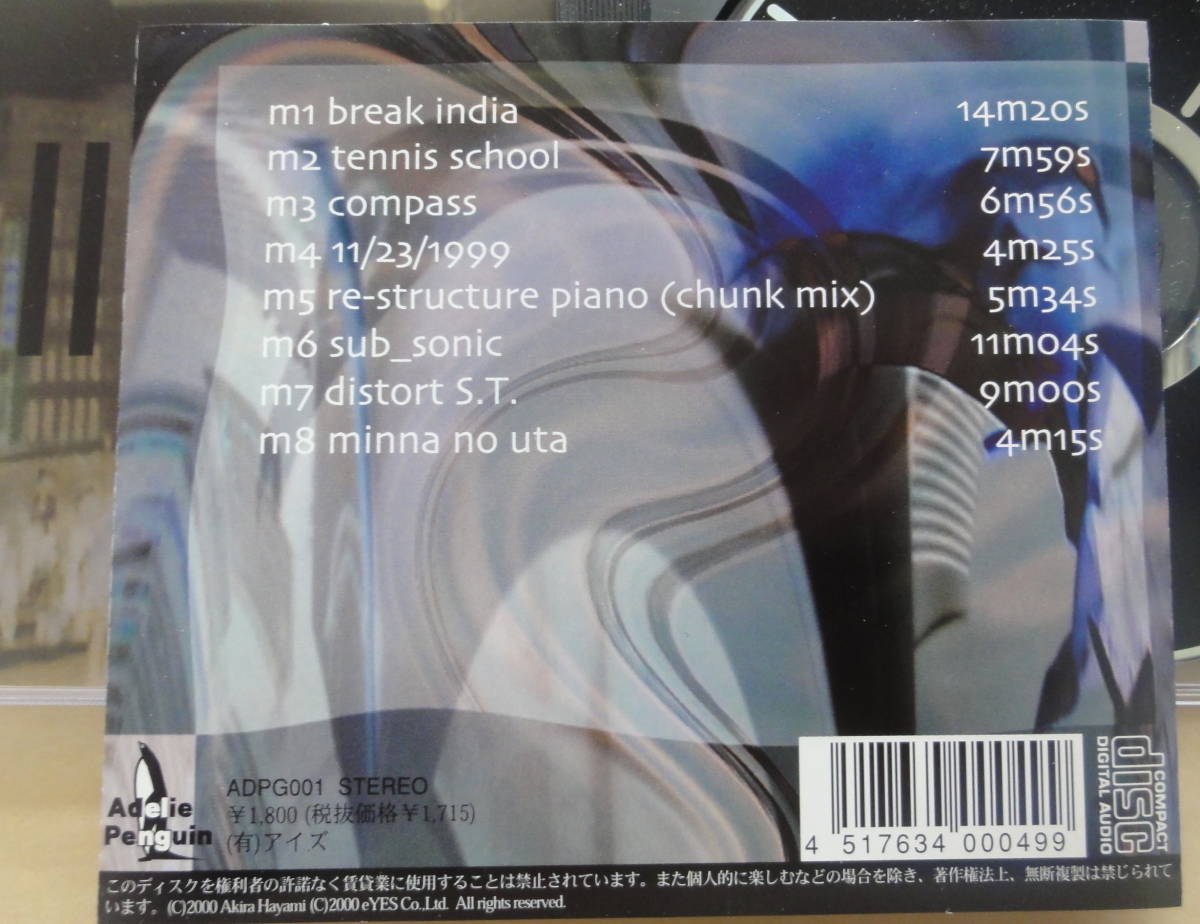 m1 break india 14m20s
m2 tennis school 7m59s
m3 compass 6m56s
m4 11/23/1999 4m25s
m5 re-structure piano (chunk mix) 5m34s
m6 sub_sonic 11m04s
m7 distort S.T. 9m00s
m8 minna no uta 4m15s
Adelie
Penguin
ADPG001 STEREO
¥1,800 (税抜価格¥1,715)
(有)アイズ
4 517634 000499
COMPACT
disc
DIGITAL AUDIO
このディスクを権利者の許諾なく賃貸業に使用することは禁止されています。また個人的に楽しむなどの場合を除き、著作権法上、無断複製は禁じられて
います。(C)2000 Akira Hayami (C)2000 eYES Co.,Ltd. All rights reserved.